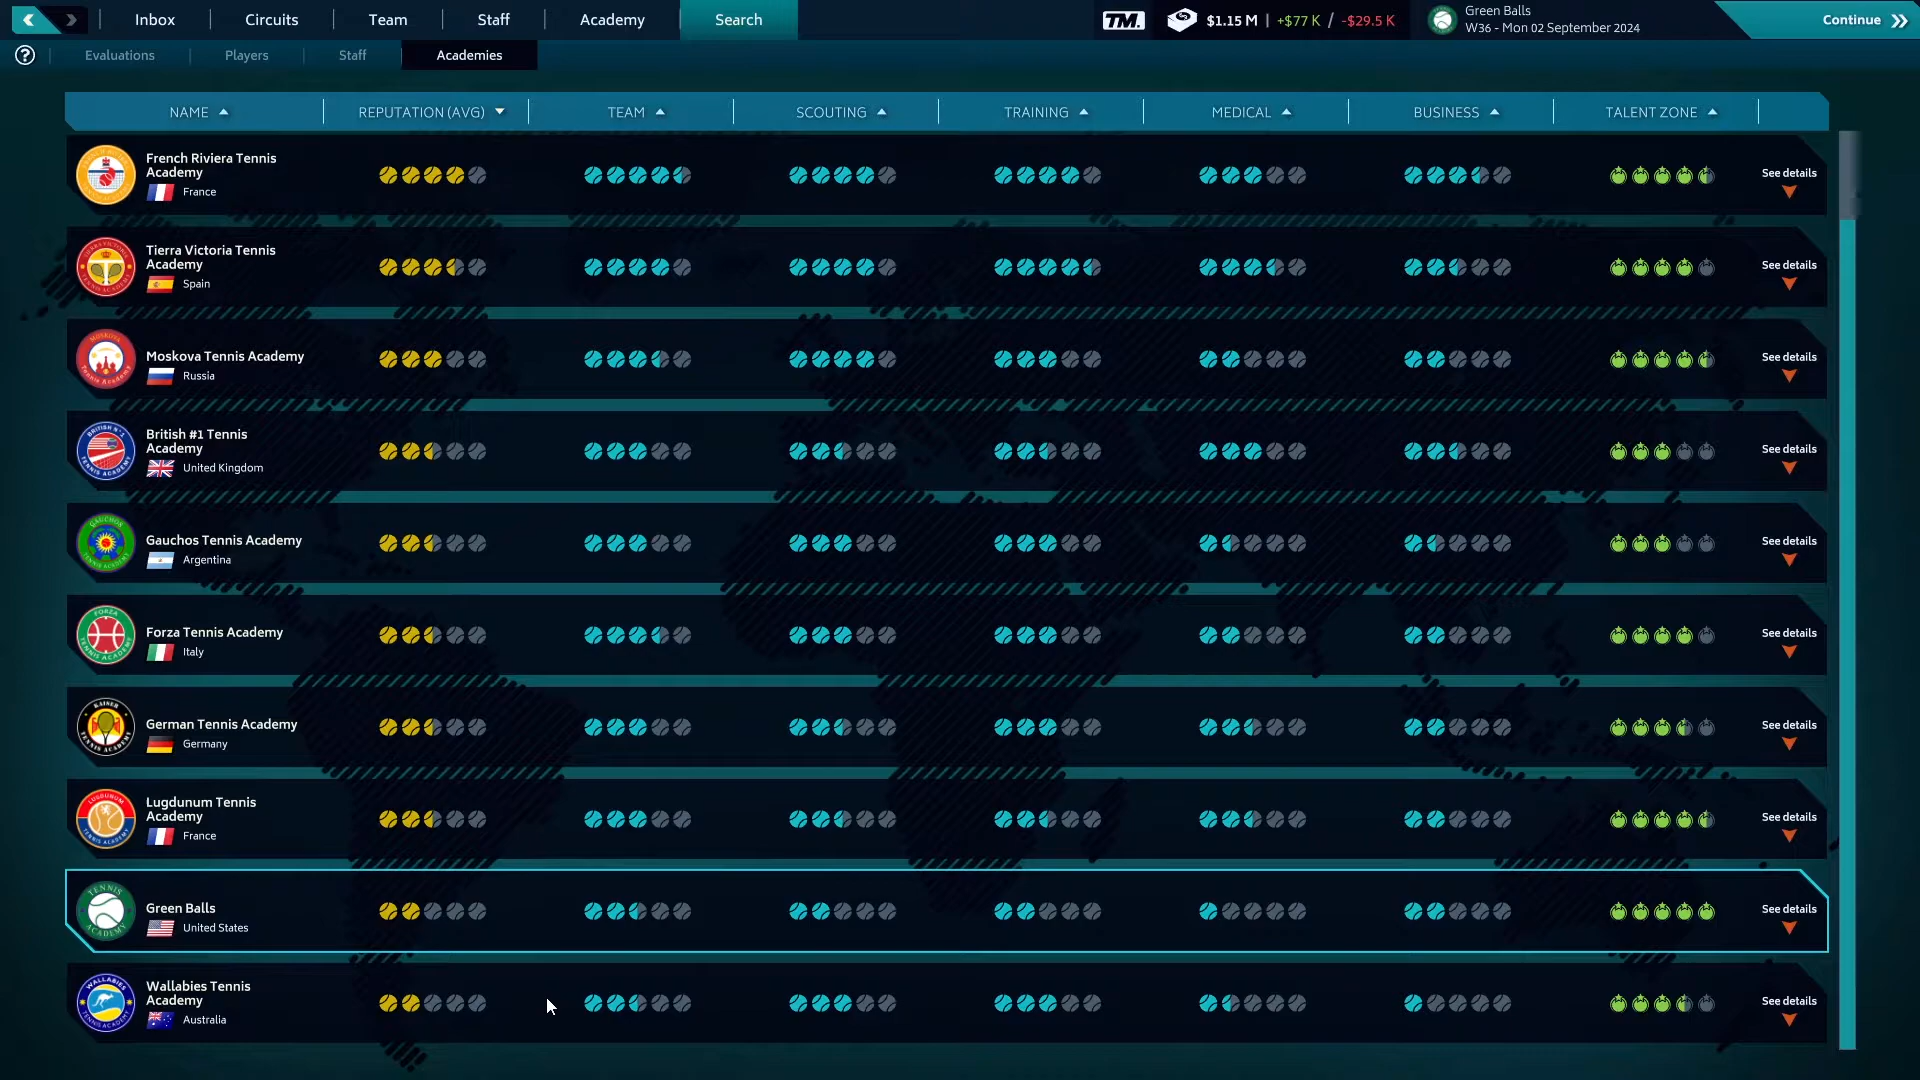 Inbox
Circuits
Team
Staff
Academy
Search
TM.
$1.15 M | +$77 K / -$29.5 K
Green Balls
W36 - Mon 02 September 2024
Continue
?
Evaluations
Players
Staff
Academies
NAME
REPUTATION (AVG)
TEAM
SCOUTING
TRAINING
MEDICAL
BUSINESS
TALENT ZONE
French Riviera Tennis
Academy
France
See details
Tierra Victoria Tennis
Academy
Spain
See details
Moskova Tennis Academy
Russia
See details
British #1 Tennis
Academy
United Kingdom
See details
Gauchos Tennis Academy
Argentina
See details
Forza Tennis Academy
Italy
See details
German Tennis Academy
Germany
See details
Lugdunum Tennis
Academy
France
See details
TENNIS
ACADEMY
Green Balls
United States
See details
Wallabies Tennis
Academy
Australia
See details